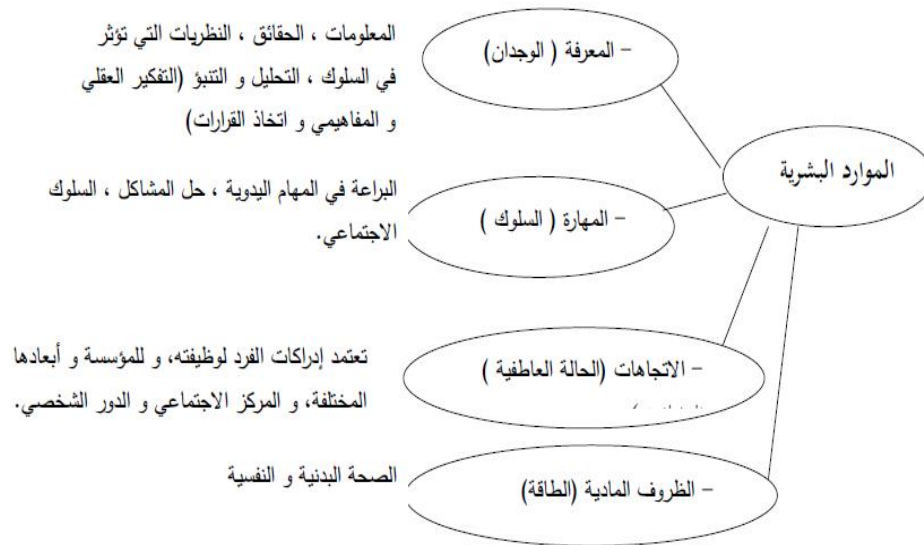 الموارد البشرية
– المعرفة ( الوجدان)
المعلومات ، الحقائق ، النظريات التي تؤثر
في السلوك ، التحليل و التنبؤ (التفكير العقلي
و المفاهيمي و اتخاذ القرارات)
– المهارة ( السلوك )
البراعة في المهام اليدوية ، حل المشاكل ، السلوك
الاجتماعي.
– الاتجاهات (الحالة العاطفية )
تعتمد إدراكات الفرد لوظيفته، و للمؤسسة و أبعادها
المختلفة، و المركز الاجتماعي و الدور الشخصي.
– الظروف المادية (الطاقة)
الصحة البدنية و النفسية